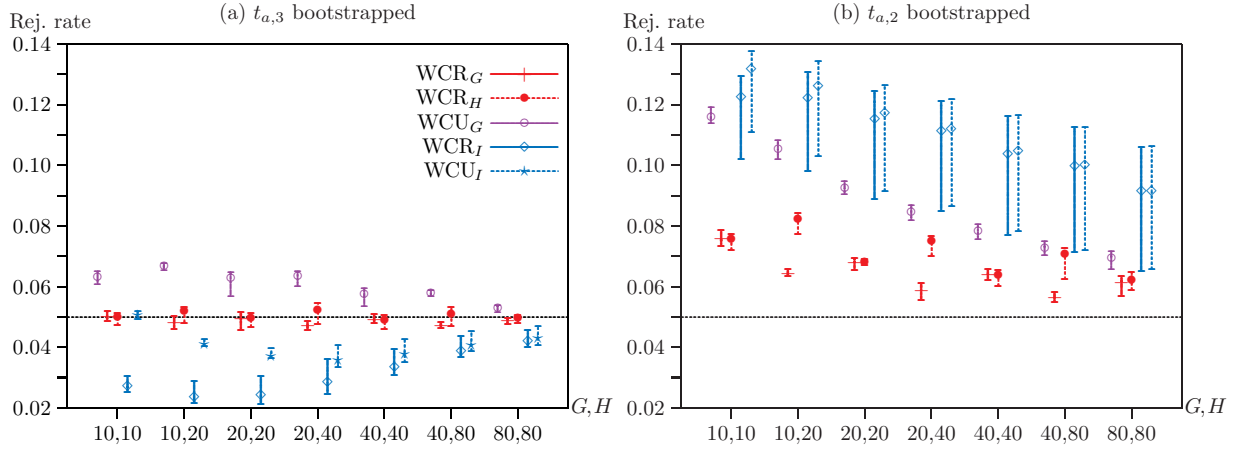 (a) t_{a,3} bootstrapped
Rej. rate
0.14
0.12
0.10
0.08
0.06
0.04
0.02
WCR_G
WCR_H
WCU_G
WCR_I
WCU_I
10,10 10,20 20,20 20,40 40,40 40,80 80,80
G,H
(b) t_{a,2} bootstrapped
Rej. rate
0.14
0.12
0.10
0.08
0.06
0.04
0.02
10,10 10,20 20,20 20,40 40,40 40,80 80,80
G,H